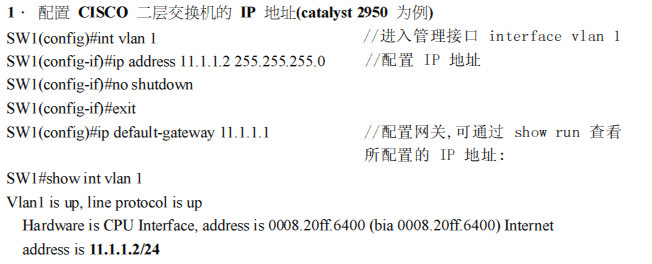 1· 配置 CISCO 二层交换机的 IP 地址(catalyst 2950 为例)
SW1(config)#int vlan 1 //进入管理接口 interface vlan 1
SW1(config-if)#ip address 11.1.1.2 255.255.255.0 //配置 IP 地址
SW1(config-if)#no shutdown
SW1(config-if)#exit
SW1(config)#ip default-gateway 11.1.1.1 //配置网关,可通过 show run 查看
所配置的 IP 地址:
SW1#show int vlan 1
Vlan1 is up, line protocol is up
Hardware is CPU Interface, address is 0008.20ff.6400 (bia 0008.20ff.6400) Internet
address is 11.1.1.2/24